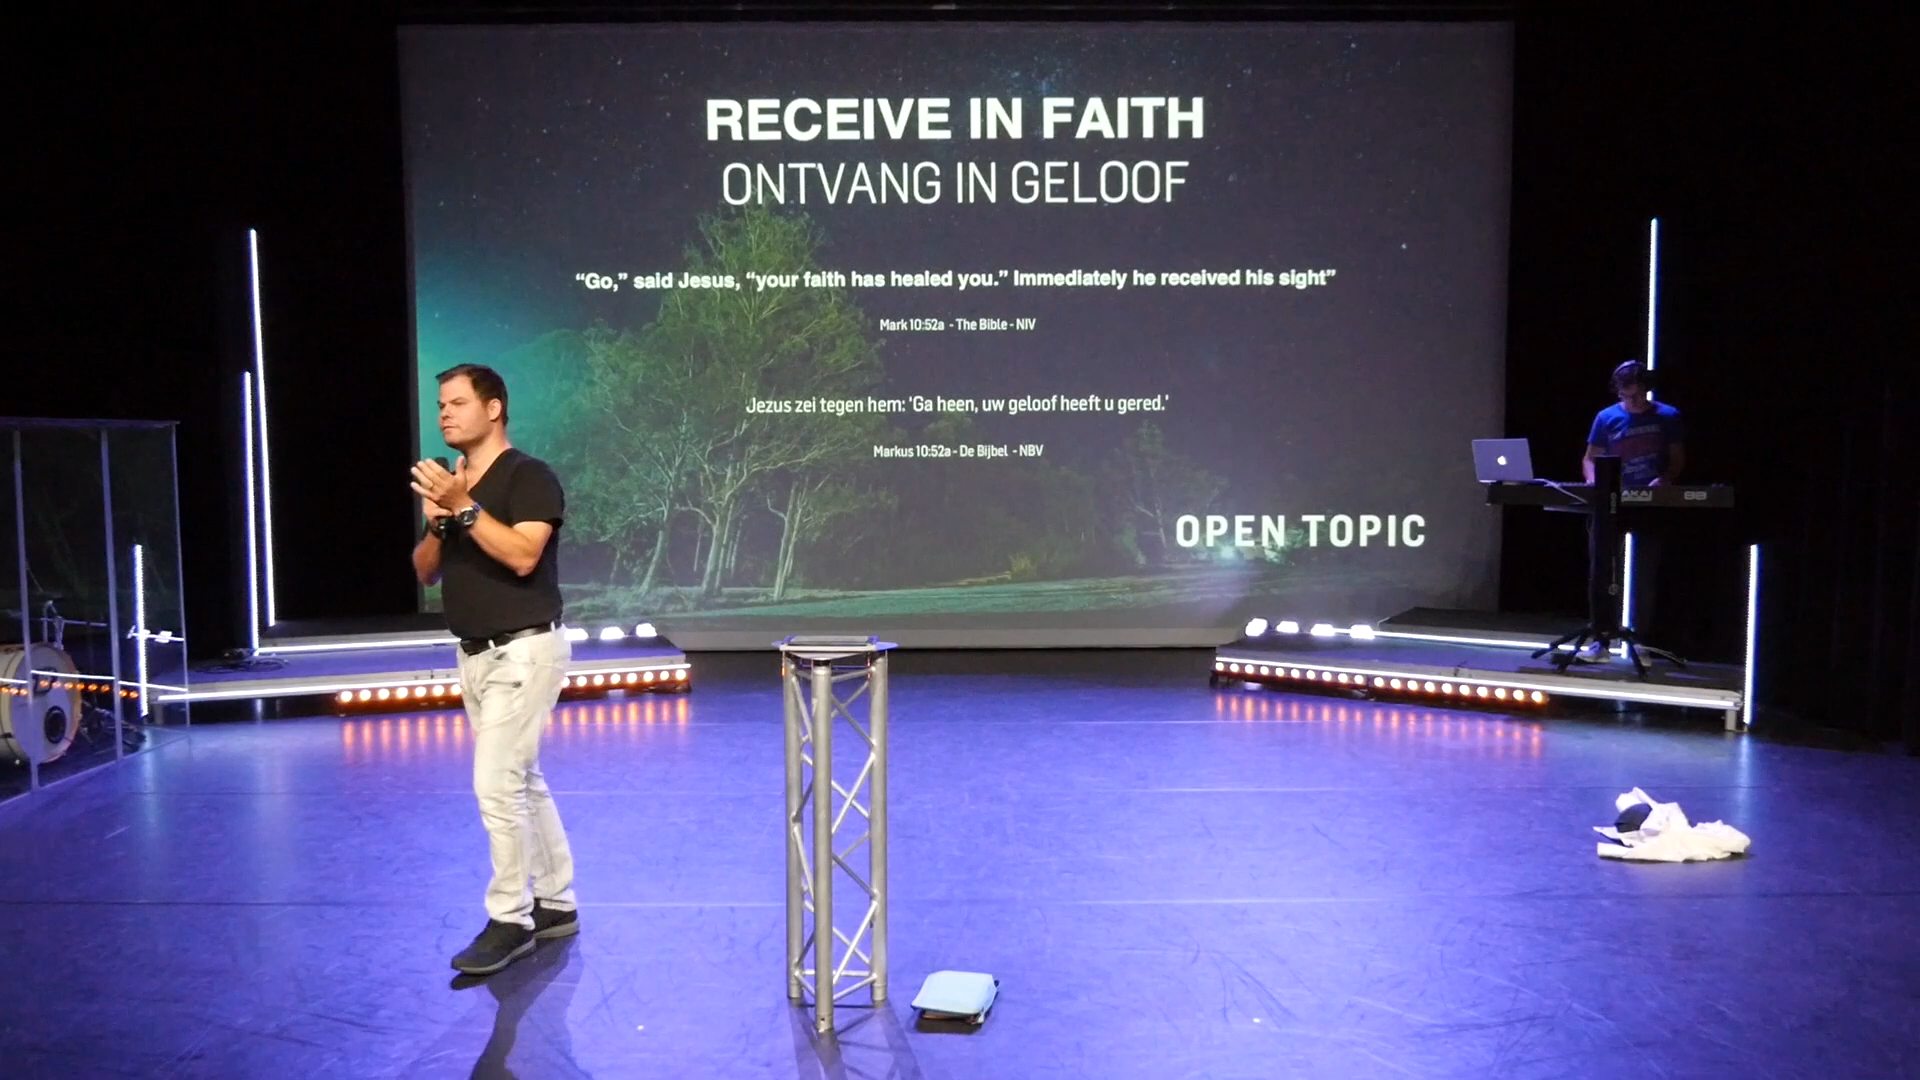 RECEIVE IN FAITH
ONTVANG IN GELOOF
“Go,” said Jesus, “your faith has healed you.” Immediately he received his sight”
Mark 10:52a - The Bible - NIV
Jezus zei tegen hem: 'Ga heen, uw geloof heeft u gered.'
Markus 10:52a - De Bijbel - NBV
OPEN TOPIC
AKAI
88